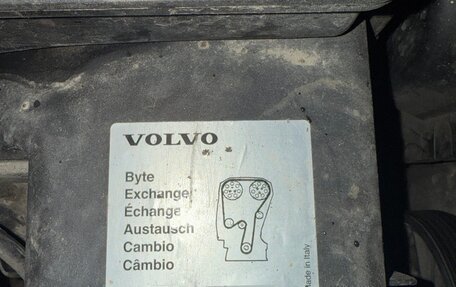 VOLVO
Byte
Exchange
Échange
Austausch
Cambio
Câmbio
Made in Italy